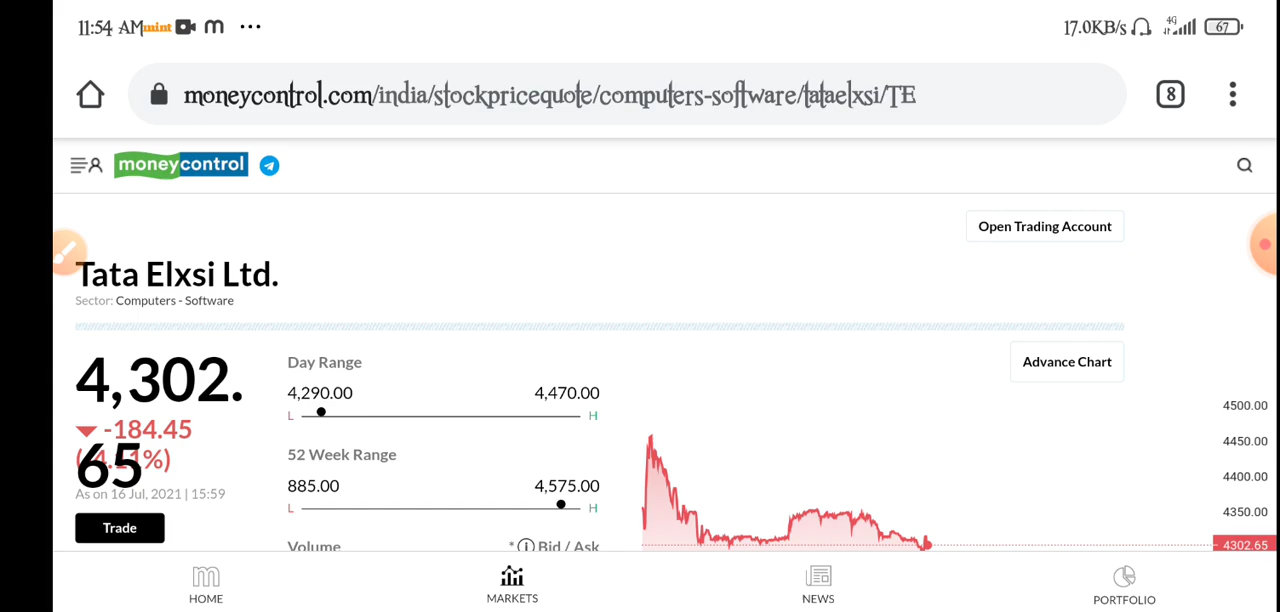 11:54 AM mint m ...
17.0KB/s 4G 67
moneycontrol.com/india/stockpricequote/computers-software/tataelxsi/TE
8
moneycontrol
Open Trading Account
Tata Elxsi Ltd.
Sector: Computers - Software
4,302.
65
-184.45
As on 16 Jul, 2021 | 15:59
Trade
Day Range
4,290.00 4,470.00
L H
52 Week Range
885.00 4,575.00
L H
Volume * i Bid / Ask
Advance Chart
4500.00
4450.00
4400.00
4350.00
4302.65
HOME
MARKETS
NEWS
PORTFOLIO